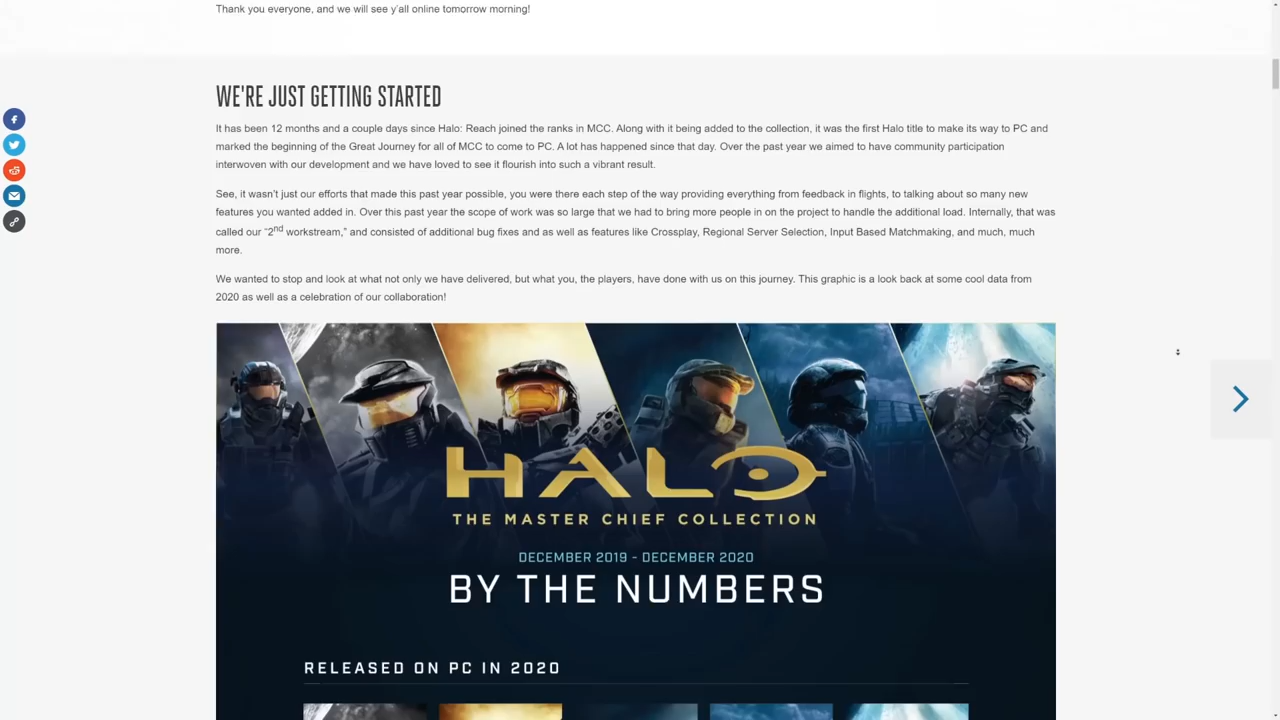 Thank you everyone, and we will see y'all online tomorrow morning!
WE'RE JUST GETTING STARTED
It has been 12 months and a couple days since Halo: Reach joined the ranks in MCC. Along with it being added to the collection, it was the first Halo title to make its way to PC and
marked the beginning of the Great Journey for all of MCC to come to PC. A lot has happened since that day. Over the past year we aimed to have community participation
interwoven with our development and we have loved to see it flourish into such a vibrant result.
See, it wasn't just our efforts that made this past year possible, you were there each step of the way providing everything from feedback in flights, to talking about so many new
features you wanted added in. Over this past year the scope of work was so large that we had to bring more people in on the project to handle the additional load. Internally, that was
called our “2nd workstream,” and consisted of additional bug fixes and as well as features like Crossplay, Regional Server Selection, Input Based Matchmaking, and much, much
more.
We wanted to stop and look at what not only we have delivered, but what you, the players, have done with us on this journey. This graphic is a look back at some cool data from
2020 as well as a celebration of our collaboration!
HALO
THE MASTER CHIEF COLLECTION
DECEMBER 2019 - DECEMBER 2020
BY THE NUMBERS
RELEASED ON PC IN 2020